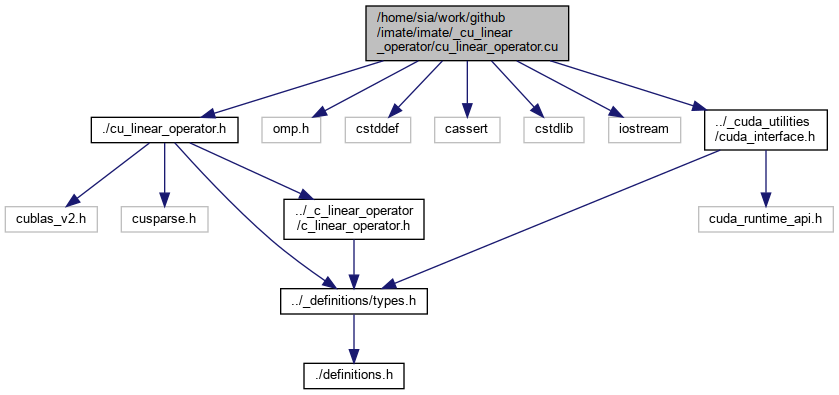 /home/sia/work/github
/imate/imate/_cu_linear
_operator/cu_linear_operator.cu
./cu_linear_operator.h
omp.h
cstddef
cassert
cstdlib
iostream
../_cuda_utilities
/cuda_interface.h
cublas_v2.h
cusparse.h
../_c_linear_operator
/c_linear_operator.h
cuda_runtime_api.h
../_definitions/types.h
./definitions.h